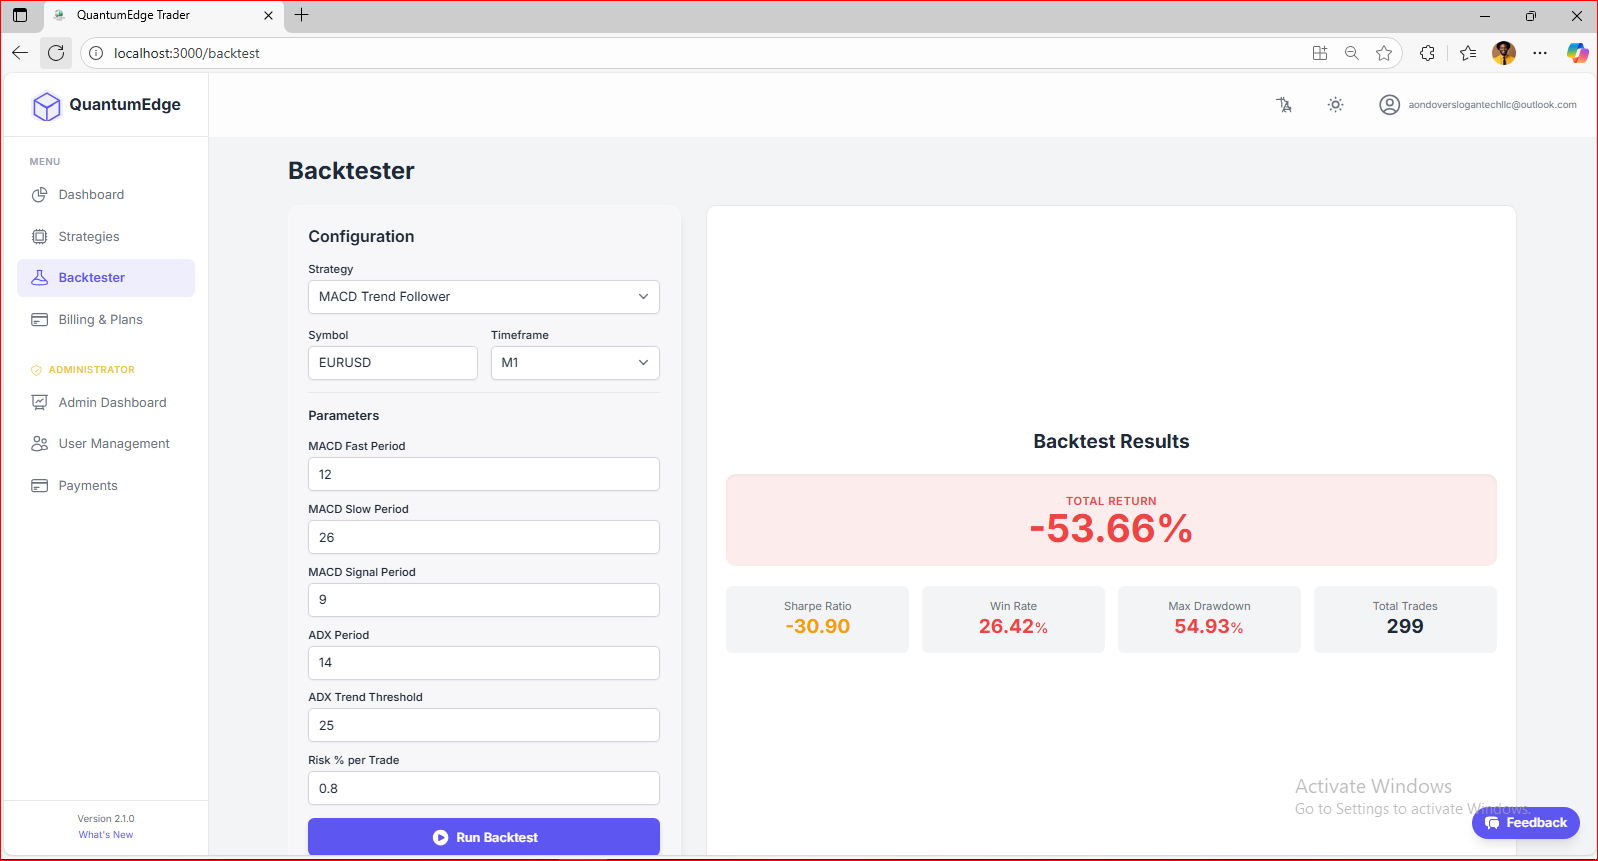 QuantumEdge Trader
localhost:3000/backtest
QuantumEdge
aondoverslogantechllc@outlook.com
MENU
Dashboard
Strategies
Backtester
Billing & Plans
ADMINISTRATOR
Admin Dashboard
User Management
Payments
Version 2.1.0
What's New
Backtester
Configuration
Strategy
MACD Trend Follower
Symbol
Timeframe
EURUSD
M1
Parameters
MACD Fast Period
12
MACD Slow Period
26
MACD Signal Period
9
ADX Period
14
ADX Trend Threshold
25
Risk % per Trade
0.8
Run Backtest
Backtest Results
TOTAL RETURN
-53.66%
Sharpe Ratio
-30.90
Win Rate
26.42%
Max Drawdown
54.93%
Total Trades
299
Activate Windows
Go to Settings to activate Windows.
Feedback